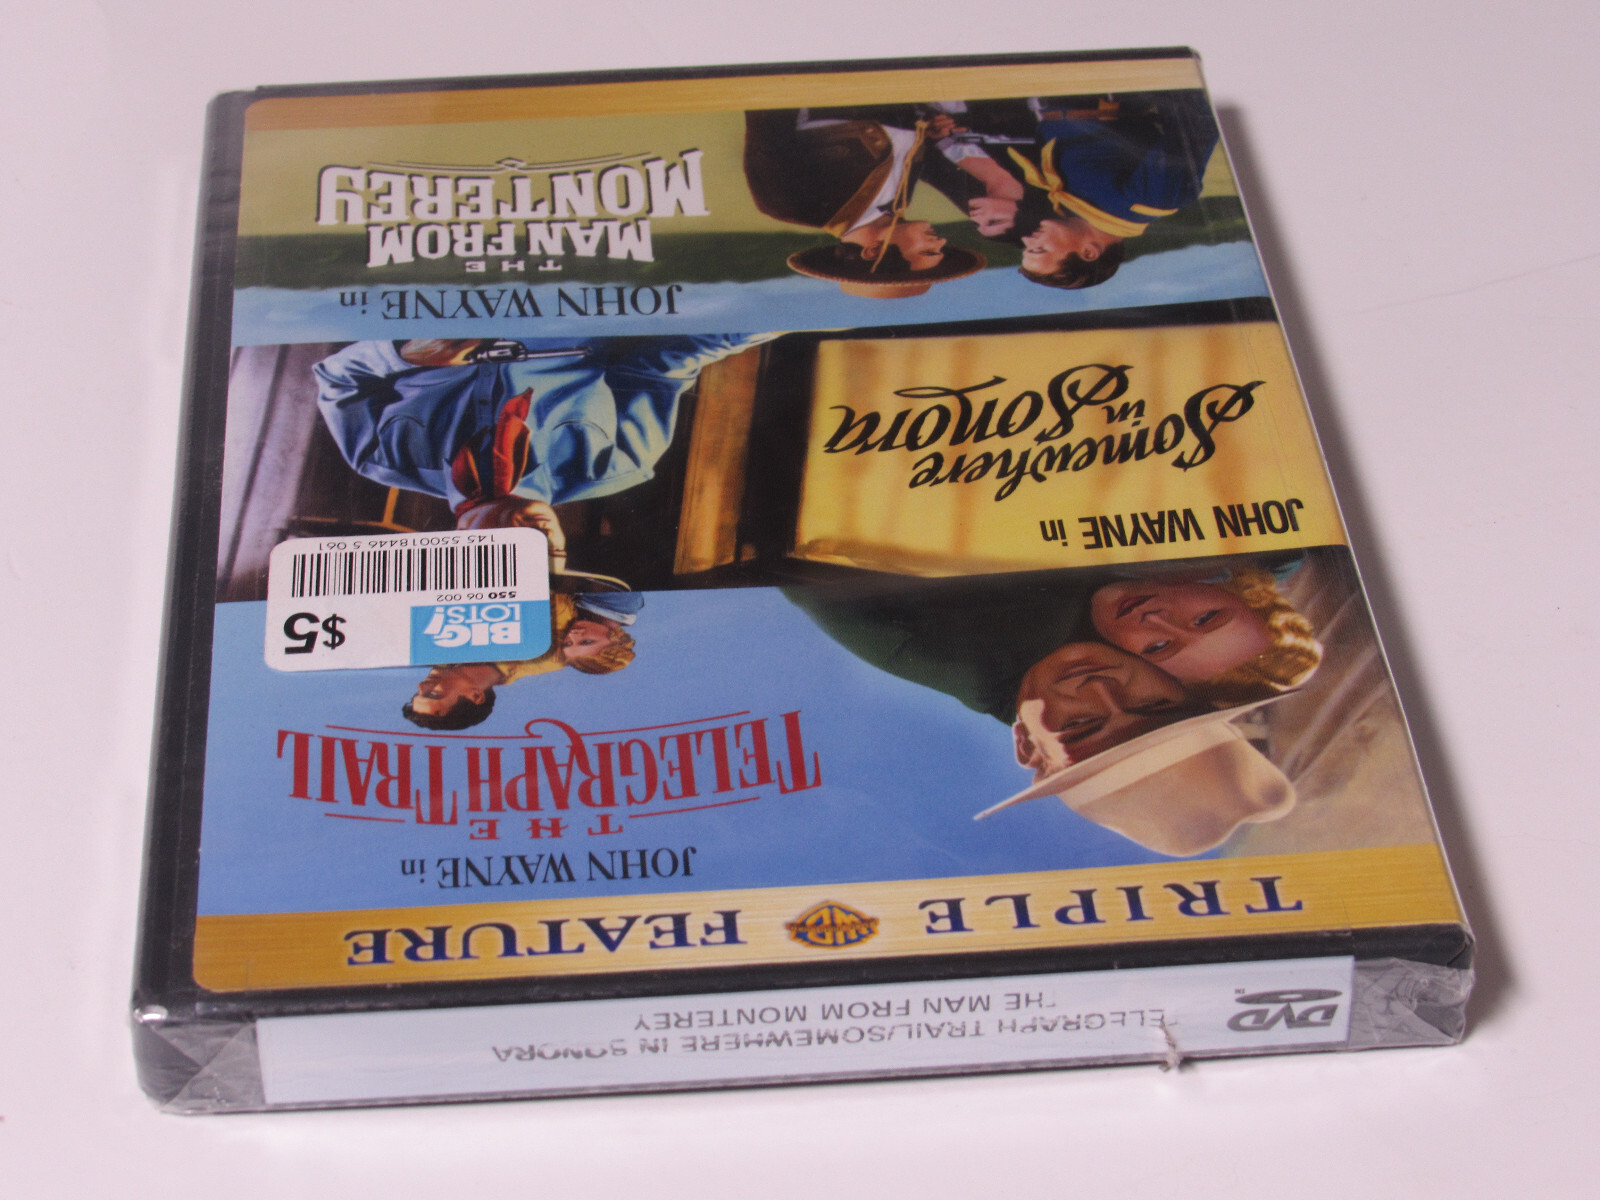 TELEGRAPH TRAIL/SOMEWHERE IN SONORA
THE MAN FROM MONTEREY
DVD
TRIPLE FEATURE
JOHN WAYNE in
THE
TELEGRAPH TRAIL
BIG
LOTS!
$5
550 06 002
145 550018446 5 061
JOHN WAYNE in
Somewhere
in
Sonora
JOHN WAYNE in
THE
MAN FROM
MONTEREY